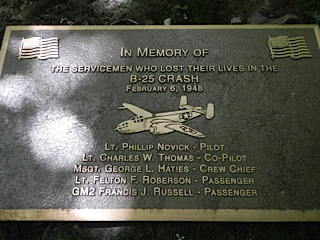 In Memory of
the servicemen who lost their lives in the
B-25 Crash
February 6, 1948
Lt. Phillip Novick - Pilot
Lt. Charles W. Thomas - Co-Pilot
Msgt. George L. Haties - Crew Chief
Lt. Felton F. Roberson - Passenger
GM2 Francis J. Russell - Passenger